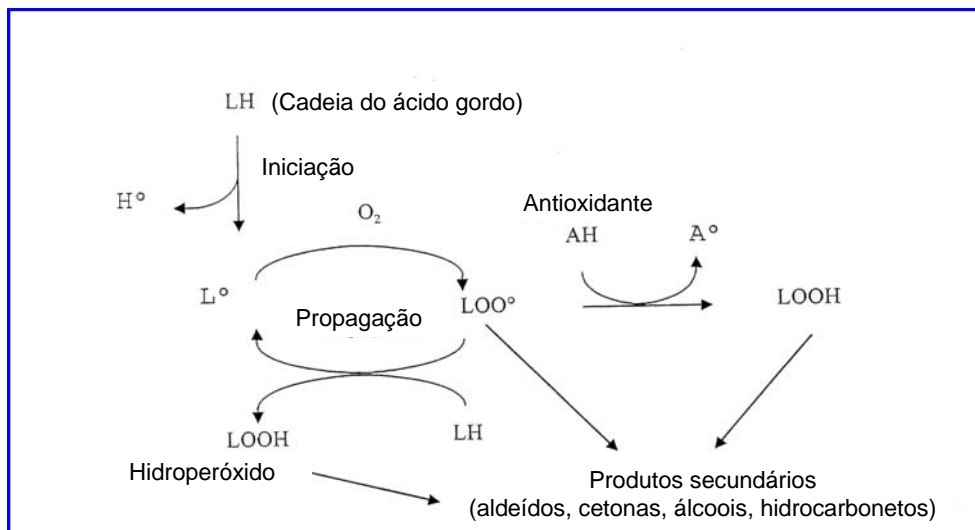 LH (Cadeia do ácido gordo)
Iniciação
H°
O₂
Antioxidante
AH
A°
L°
Propagação
LOO°
LOOH
LOOH
LH
Hidroperóxido
Produtos secundários
(aldeídos, cetonas, álcoois, hidrocarbonetos)